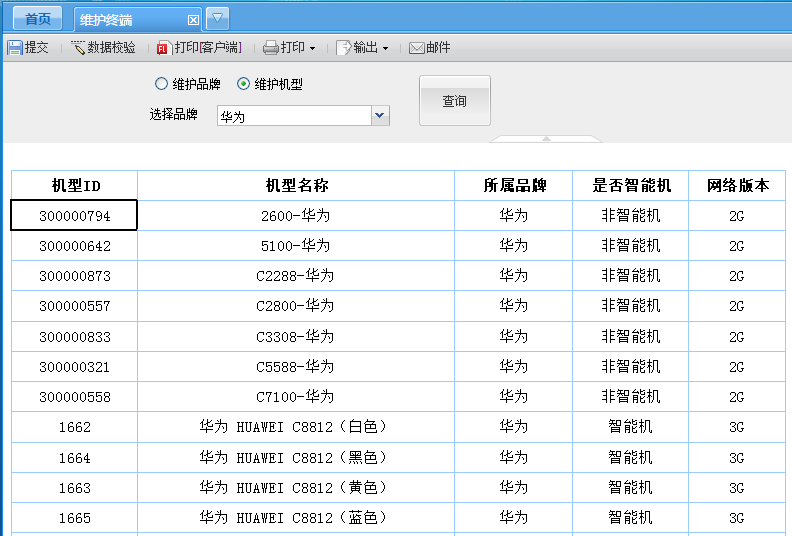 首页 维护终端
提交 数据校验 打印[客户端] 打印 输出 邮件
维护品牌 维护机型
选择品牌 华为 查询
机型ID 机型名称 所属品牌 是否智能机 网络版本
300000794 2600-华为 华为 非智能机 2G
300000642 5100-华为 华为 非智能机 2G
300000873 C2288-华为 华为 非智能机 2G
300000557 C2800-华为 华为 非智能机 2G
300000833 C3308-华为 华为 非智能机 2G
300000321 C5588-华为 华为 非智能机 2G
300000558 C7100-华为 华为 非智能机 2G
1662 华为 HUAWEI C8812（白色） 华为 智能机 3G
1664 华为 HUAWEI C8812（黑色） 华为 智能机 3G
1663 华为 HUAWEI C8812（黄色） 华为 智能机 3G
1665 华为 HUAWEI C8812（蓝色） 华为 智能机 3G